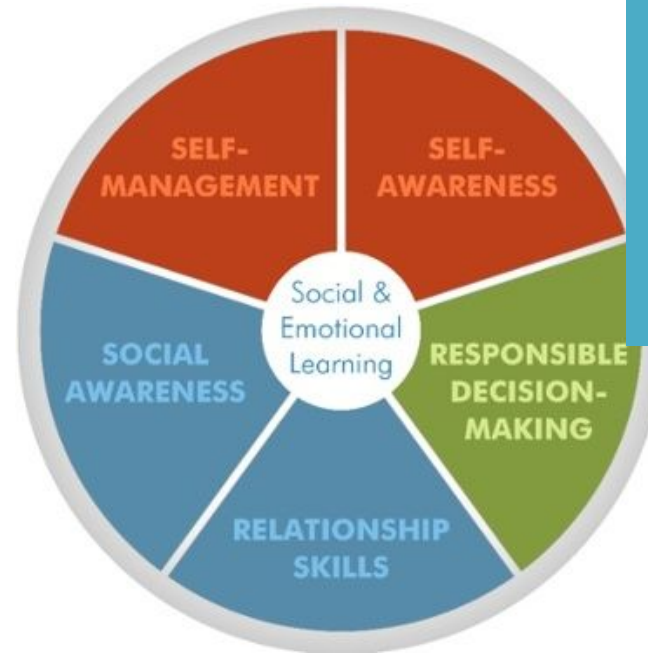 SELF-
MANAGEMENT
SELF-
AWARENESS
Social &
Emotional
Learning
SOCIAL
AWARENESS
RESPONSIBLE
DECISION-
MAKING
RELATIONSHIP
SKILLS